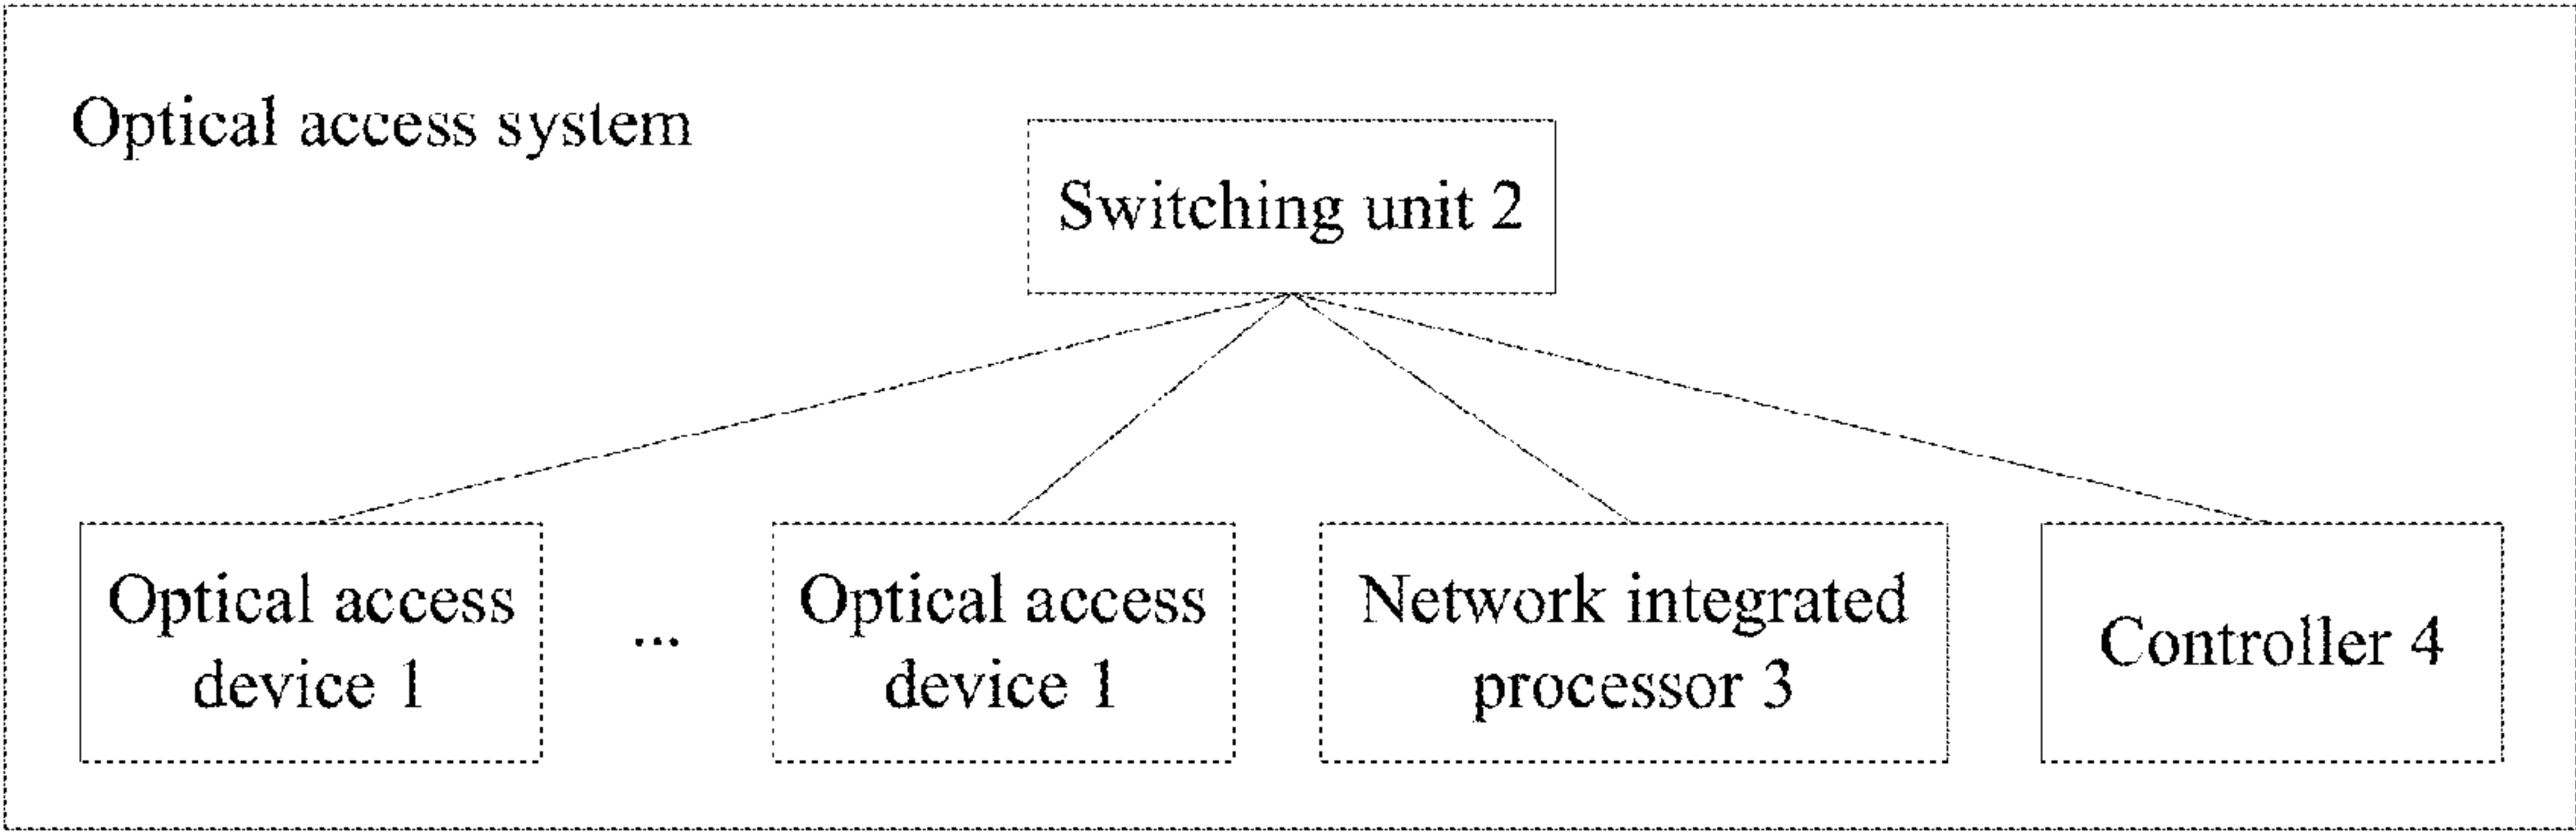 Optical access system
Switching unit 2
Optical access
device 1
...
Optical access
device 1
Network integrated
processor 3
Controller 4